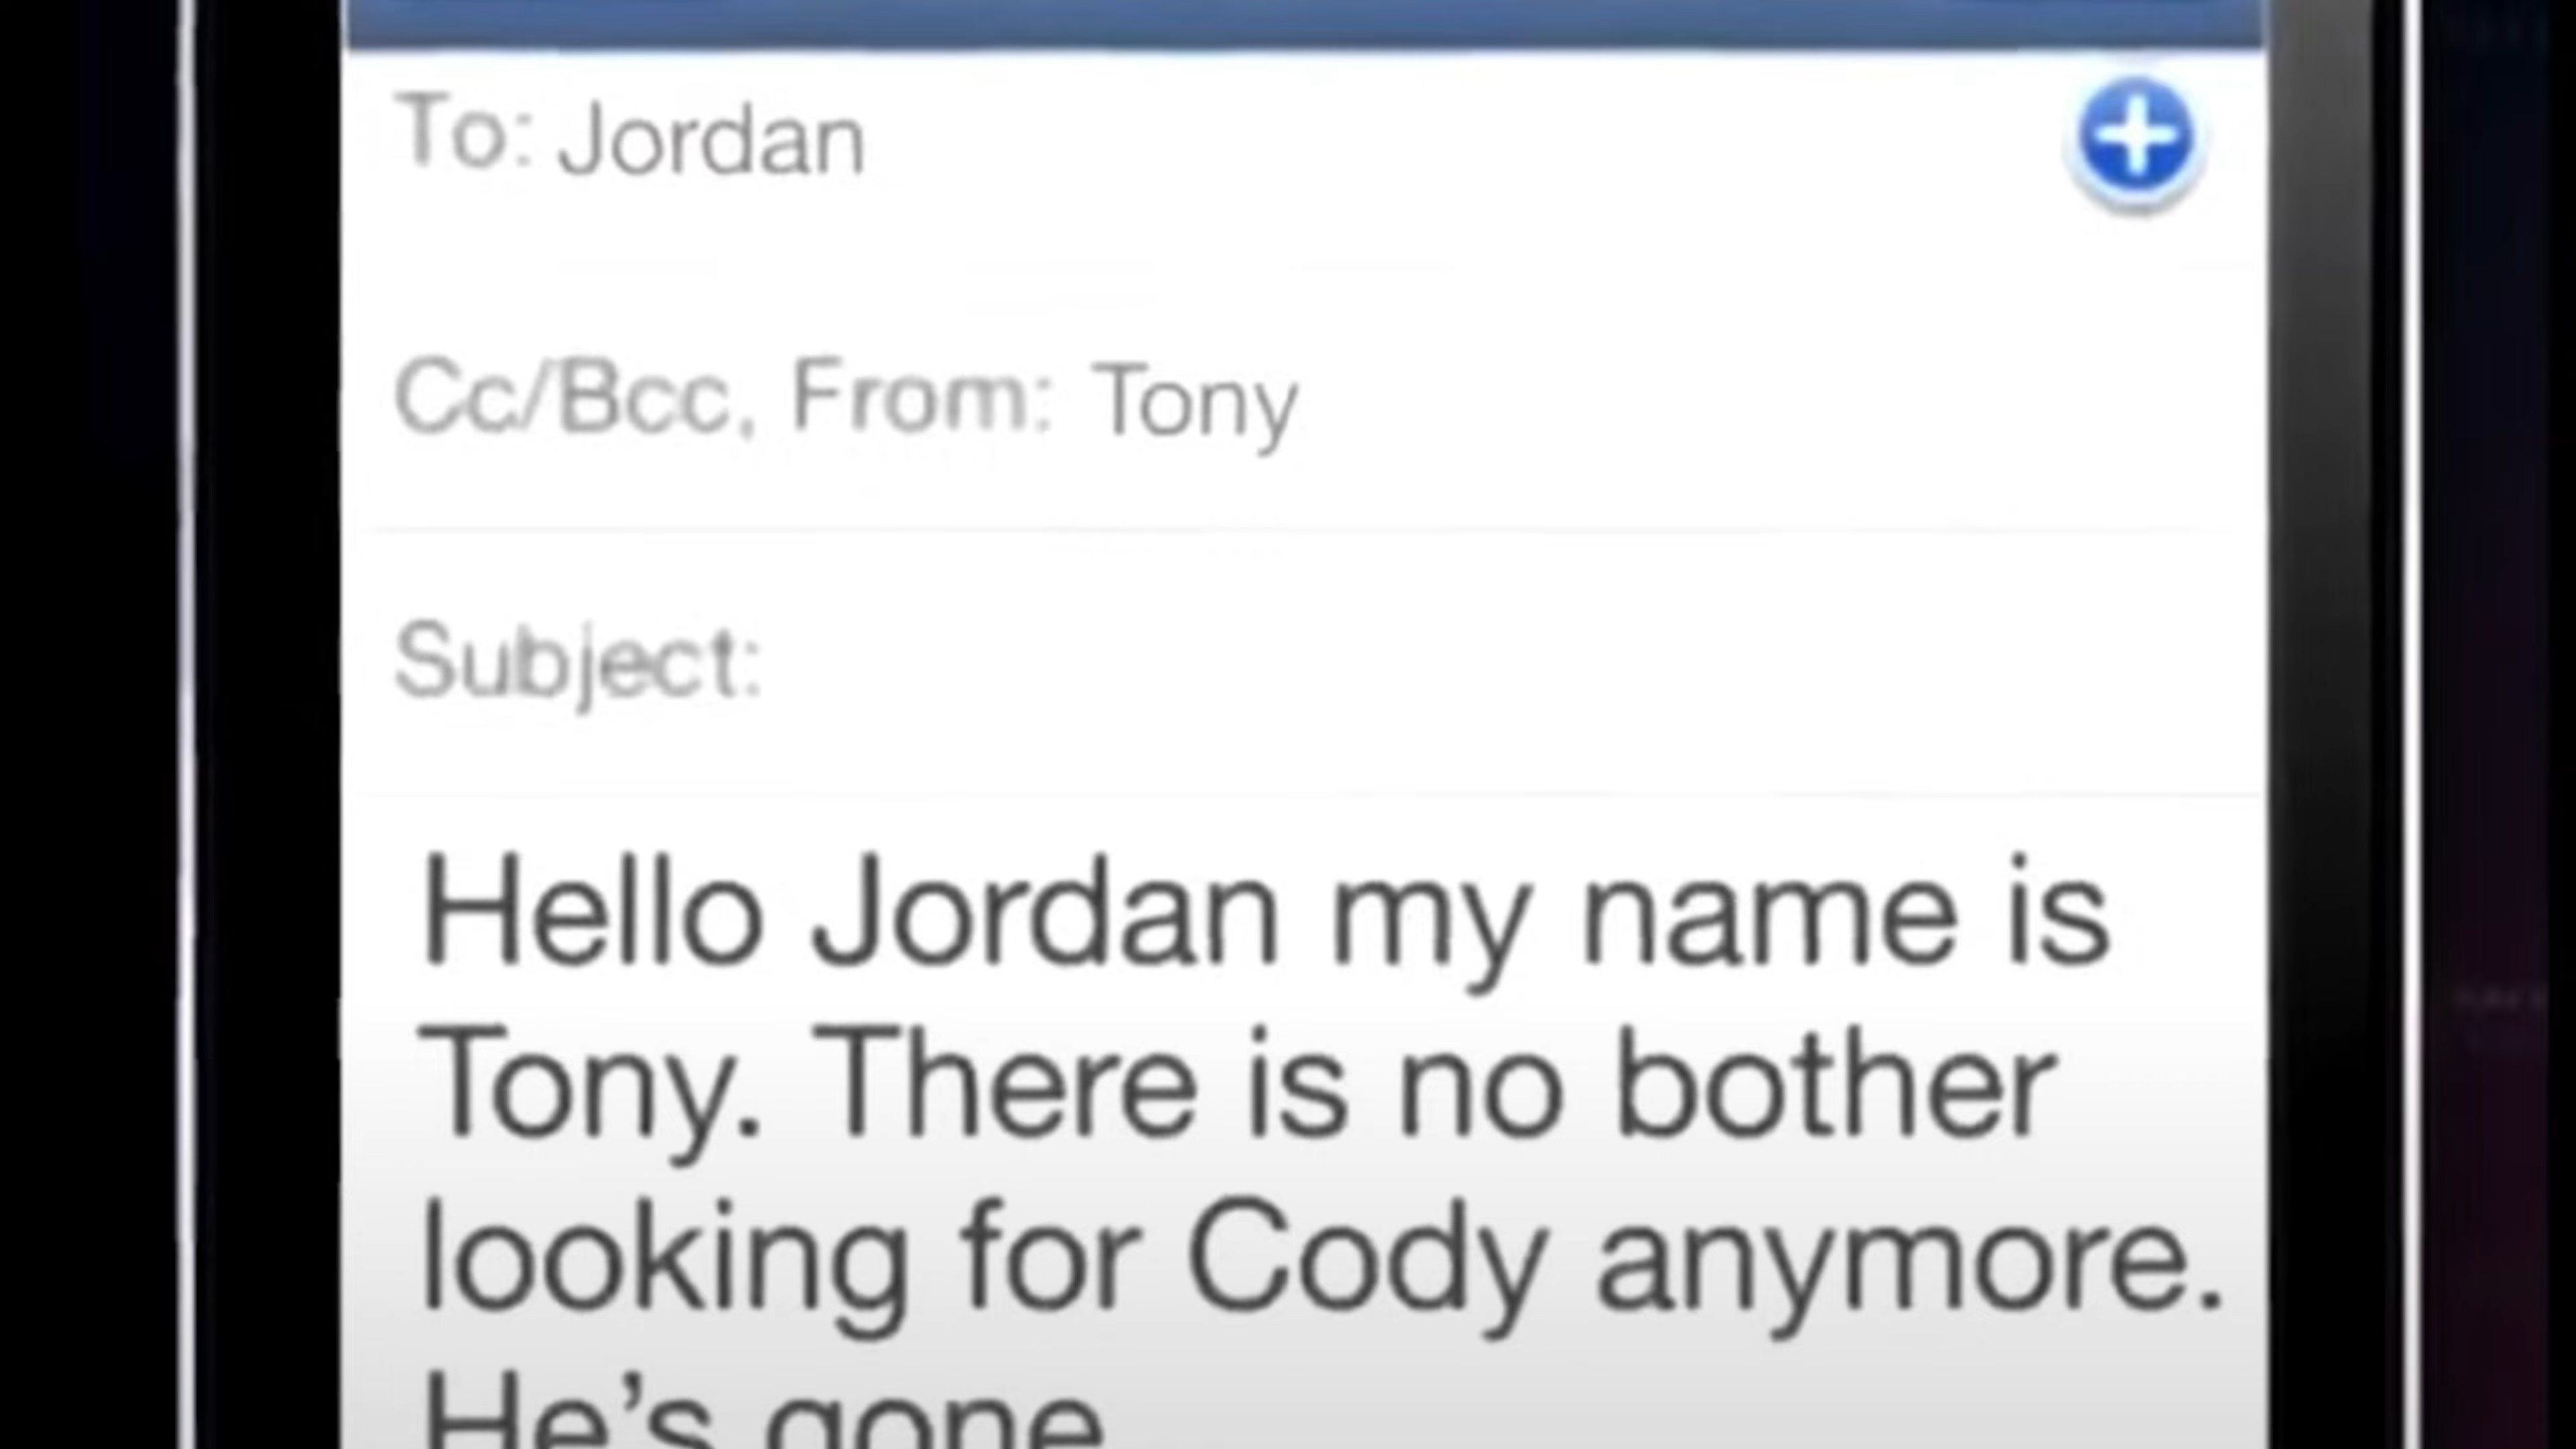 To: Jordan
Cc/Bcc, From: Tony
Subject:
Hello Jordan my name is
Tony. There is no bother
looking for Cody anymore.
He's gone